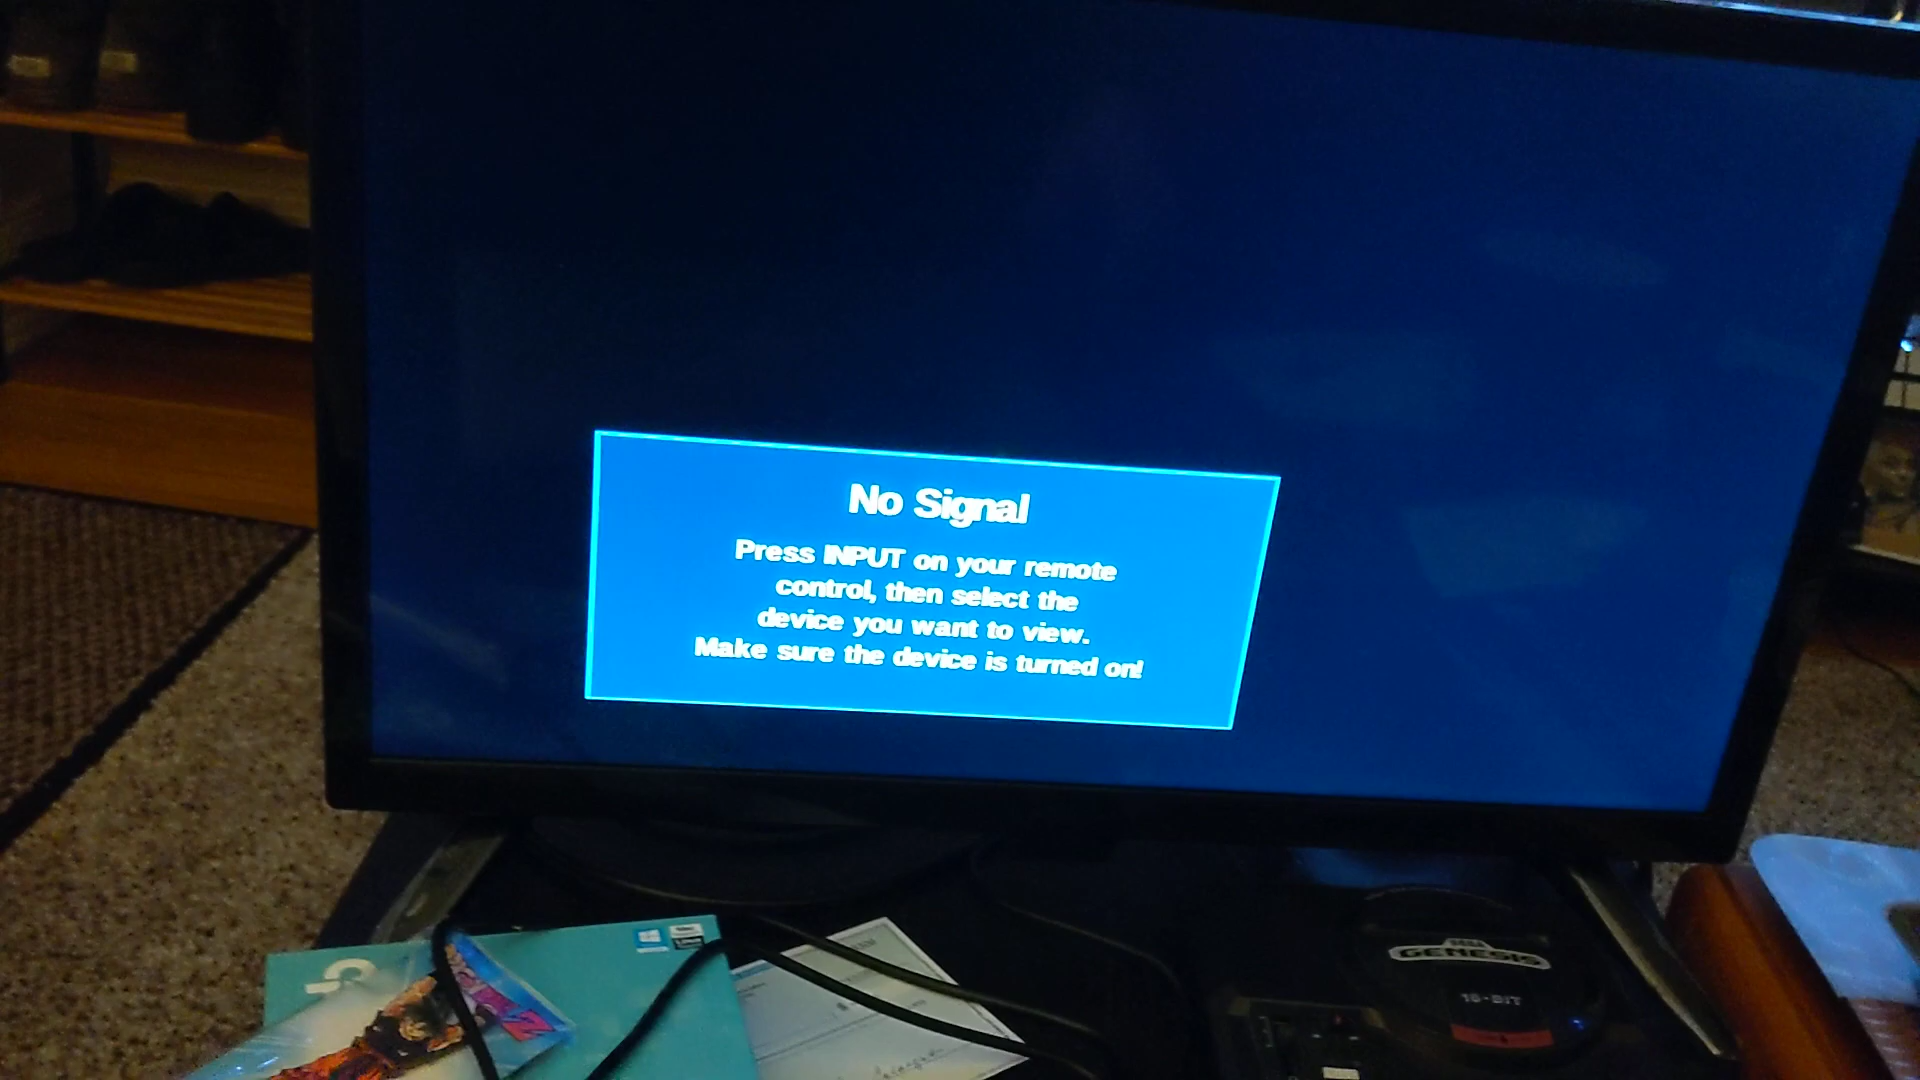 No Signal
Press INPUT on your remote
control, then select the
device you want to view.
Make sure the device is turned on!
GENESIS
16-BIT